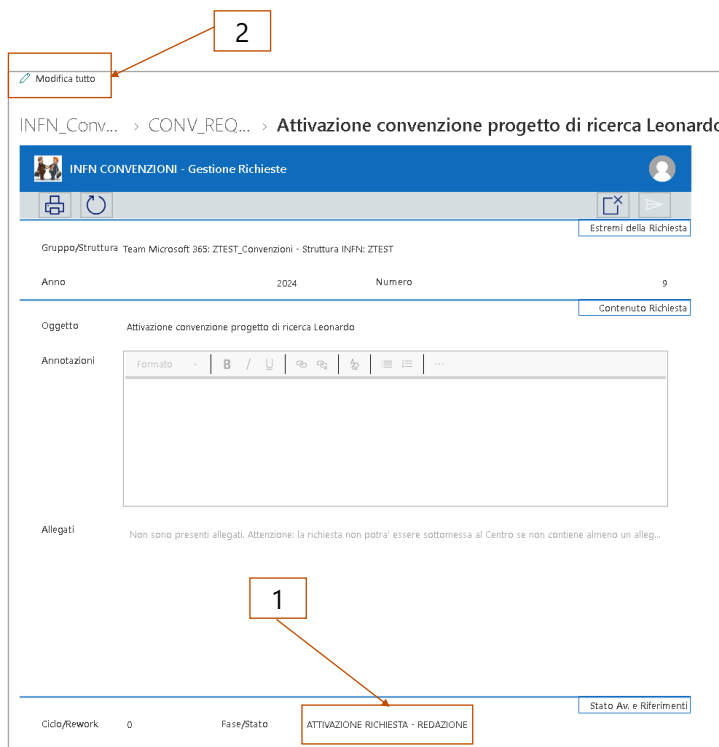 2
Modifica tutto
INFN_Conv... > CONV_REQ... > Attivazione convenzione progetto di ricerca Leonardo
INFN CONVENZIONI - Gestione Richieste
Estremi della Richiesta
Gruppo/Struttura Team Microsoft 365: ZTEST_Convenzioni - Struttura INFN: ZTEST
Anno 2024 Numero 9
Contenuto Richiesta
Oggetto Attivazione convenzione progetto di ricerca Leonardo
Annotazioni Formato B / U ...
Allegati Non sono presenti allegati. Attenzione: la richiesta non potra' essere sottomessa al Centro se non contiene almeno un alleg...
1
Stato Av. e Riferimenti
Ciclo/Rework 0 Fase/Stato ATTIVAZIONE RICHIESTA - REDAZIONE